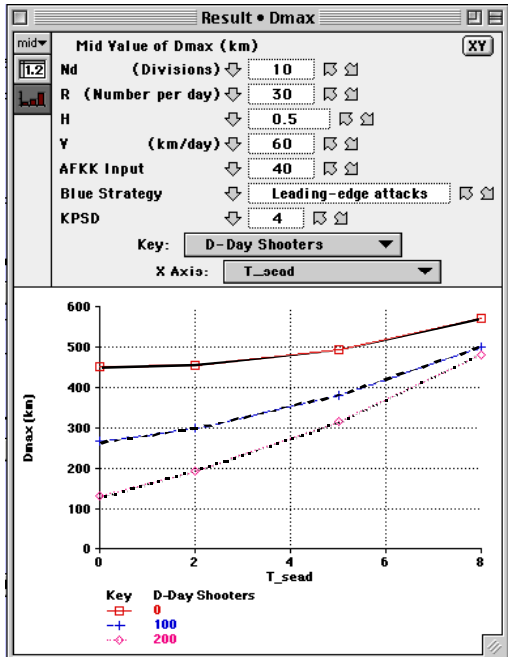 Result • Dmax
mid▾ Mid Value of Dmax (km) XY
1.2 Nd (Divisions) 10
R (Number per day) 30
H 0.5
V (km/day) 60
AFKK Input 40
Blue Strategy Leading-edge attacks
KPSD 4
Key: D-Day Shooters
X Axis: T_sead
600
500
400
300
200
100
0
Dmax (km)
0 2 4 6 8
T_sead
Key D-Day Shooters
0
100
200